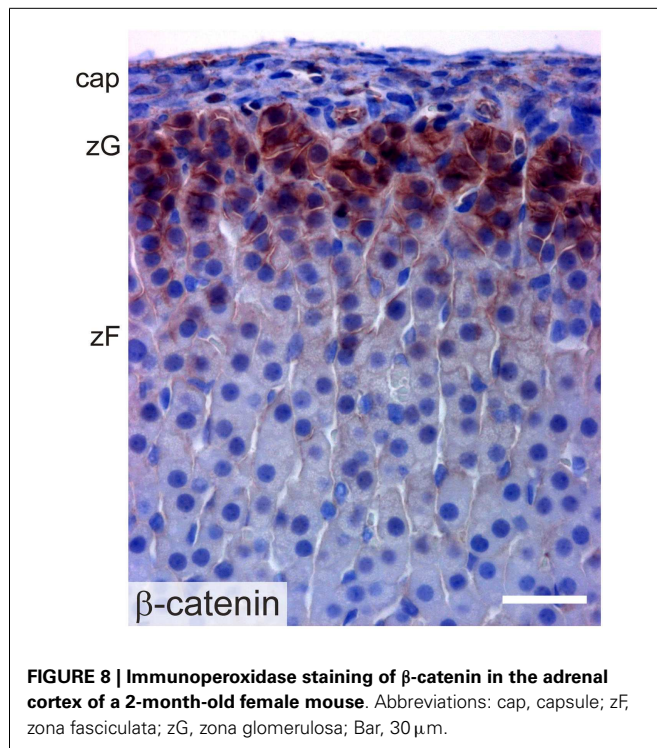 cap
zG
zF
β-catenin
FIGURE 8 | Immunoperoxidase staining of β-catenin in the adrenal
cortex of a 2-month-old female mouse. Abbreviations: cap, capsule; zF,
zona fasciculata; zG, zona glomerulosa; Bar, 30 μm.